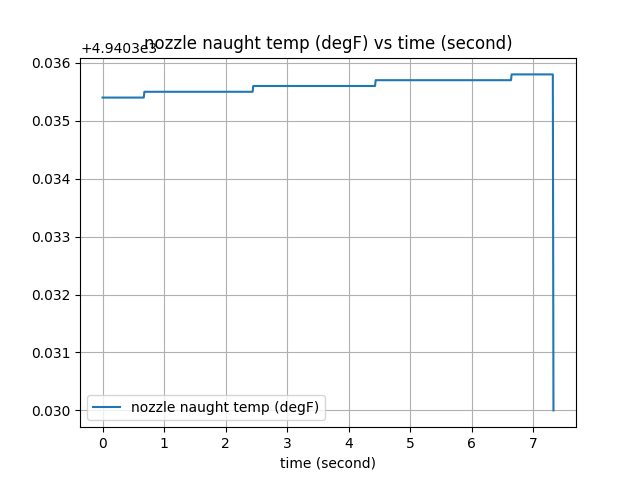 nozzle naught temp (degF) vs time (second)
+4.9403e3
0.036
0.035
0.034
0.033
0.032
0.031
0.030
nozzle naught temp (degF)
0 1 2 3 4 5 6 7
time (second)